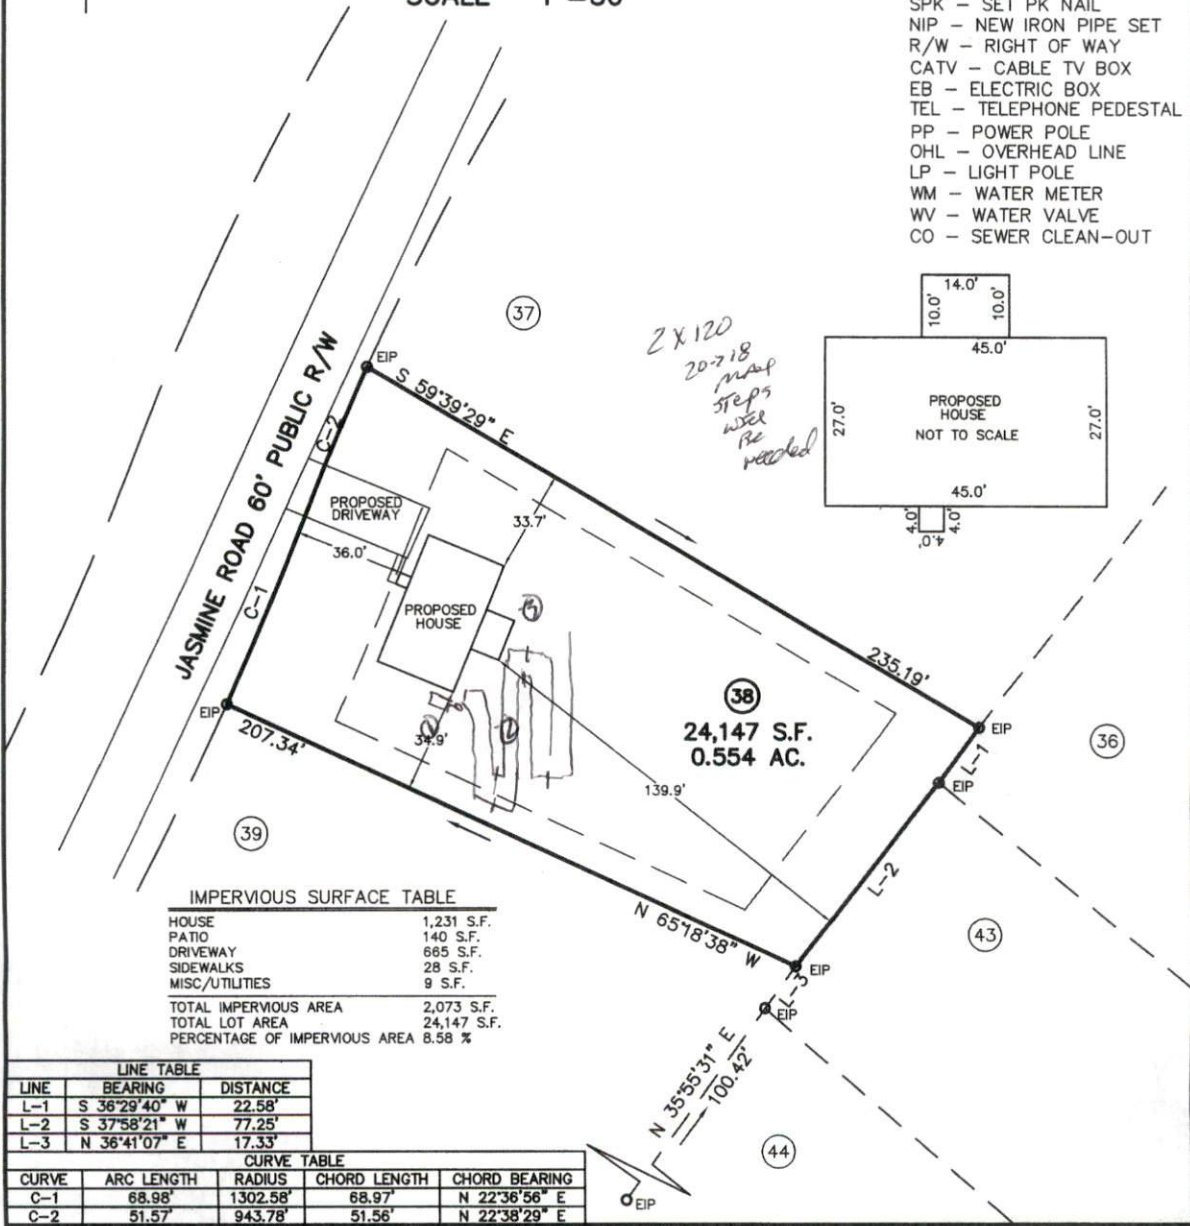 SCALE 1"=30'
SPK - SET PK NAIL
NIP - NEW IRON PIPE SET
R/W - RIGHT OF WAY
CATV - CABLE TV BOX
EB - ELECTRIC BOX
TEL - TELEPHONE PEDESTAL
PP - POWER POLE
OHL - OVERHEAD LINE
LP - LIGHT POLE
WM - WATER METER
WV - WATER VALVE
CO - SEWER CLEAN-OUT
14.0'
10.0'
10.0'
45.0'
PROPOSED
HOUSE
NOT TO SCALE
27.0'
27.0'
45.0'
4.0'
4.0'
4.0'
2 X 120
steps
will
Be
needed
37
EIP
S 59°39'29" E
JASMINE ROAD 60' PUBLIC R/W
C-2
PROPOSED
DRIVEWAY
33.7'
36.0'
C-1
PROPOSED
HOUSE
235.19'
38
24,147 S.F.
0.554 AC.
EIP
L-1
36
EIP
EIP
207.34'
34.9'
139.9'
L-2
39
N 65°18'38" W
EIP
43
L-3
EIP
N 35°55'31" E
100.42'
44
EIP
IMPERVIOUS SURFACE TABLE
HOUSE 1,231 S.F.
PATIO 140 S.F.
DRIVEWAY 665 S.F.
SIDEWALKS 28 S.F.
MISC/UTILITIES 9 S.F.
TOTAL IMPERVIOUS AREA 2,073 S.F.
TOTAL LOT AREA 24,147 S.F.
PERCENTAGE OF IMPERVIOUS AREA 8.58 %
LINE TABLE
LINE BEARING DISTANCE
L-1 S 36°29'40" W 22.58'
L-2 S 37°58'21" W 77.25'
L-3 N 36°41'07" E 17.33'
CURVE TABLE
CURVE ARC LENGTH RADIUS CHORD LENGTH CHORD BEARING
C-1 68.98' 1302.58' 68.97' N 22°36'56" E
C-2 51.57' 943.78' 51.56' N 22°38'29" E